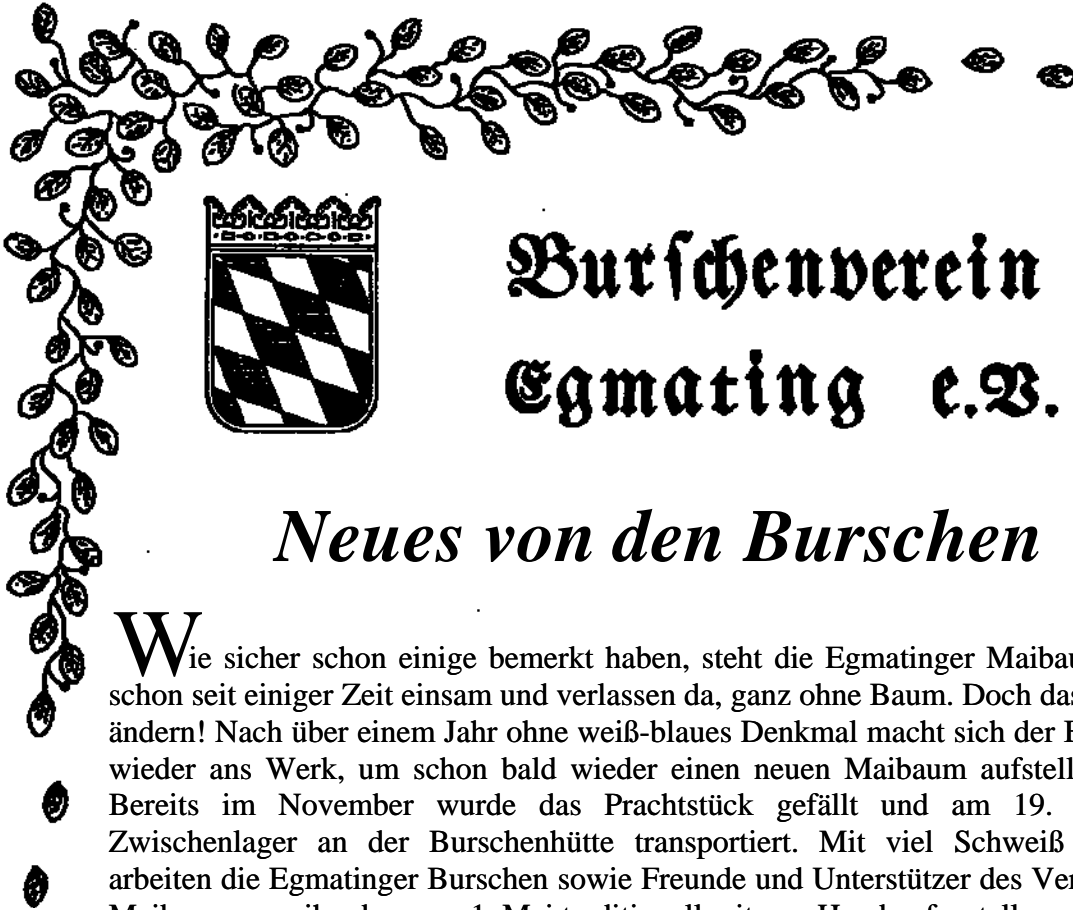 Burschenverein
Egmating e.V.
Neues von den Burschen
Wie sicher schon einige bemerkt haben, steht die Egmatinger
schon seit einiger Zeit einsam und verlassen da, ganz ohne Baum. Doch
ändern! Nach über einem Jahr ohne weiß-blaues Denkmal macht sich der
wieder ans Werk, um schon bald wieder einen neuen Maibaum
Bereits im November wurde das Prachtstück gefällt und am 19.
Zwischenlager an der Burschenhütte transportiert. Mit viel Schweiß
arbeiten die Egmatinger Burschen sowie Freunde und Unterstützer des